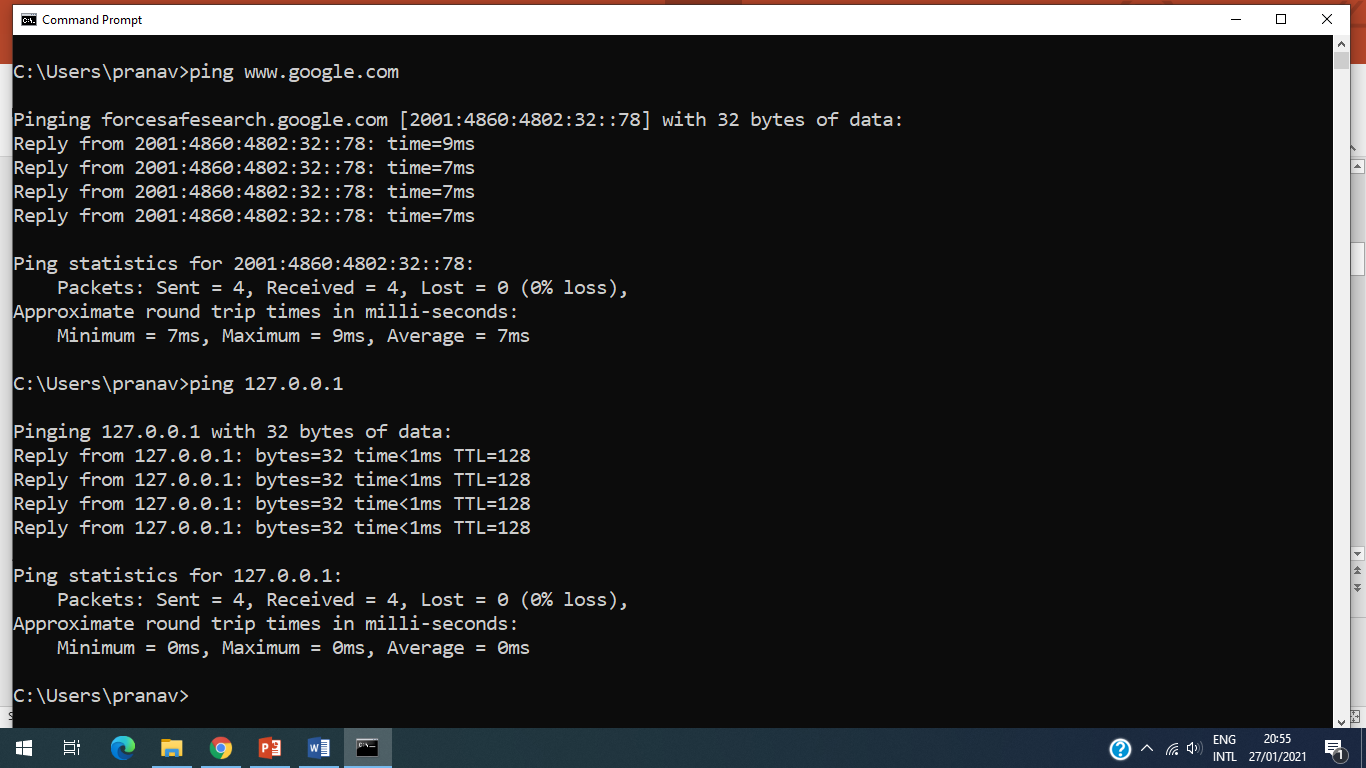 Command Prompt
C:\Users\pranav>ping www.google.com
Pinging forcesafesearch.google.com [2001:4860:4802:32::78] with 32 bytes of data:
Reply from 2001:4860:4802:32::78: time=9ms
Reply from 2001:4860:4802:32::78: time=7ms
Reply from 2001:4860:4802:32::78: time=7ms
Reply from 2001:4860:4802:32::78: time=7ms
Ping statistics for 2001:4860:4802:32::78:
    Packets: Sent = 4, Received = 4, Lost = 0 (0% loss),
Approximate round trip times in milli-seconds:
    Minimum = 7ms, Maximum = 9ms, Average = 7ms
C:\Users\pranav>ping 127.0.0.1
Pinging 127.0.0.1 with 32 bytes of data:
Reply from 127.0.0.1: bytes=32 time<1ms TTL=128
Reply from 127.0.0.1: bytes=32 time<1ms TTL=128
Reply from 127.0.0.1: bytes=32 time<1ms TTL=128
Reply from 127.0.0.1: bytes=32 time<1ms TTL=128
Ping statistics for 127.0.0.1:
    Packets: Sent = 4, Received = 4, Lost = 0 (0% loss),
Approximate round trip times in milli-seconds:
    Minimum = 0ms, Maximum = 0ms, Average = 0ms
C:\Users\pranav>
ENG 20:55
INTL 27/01/2021 1